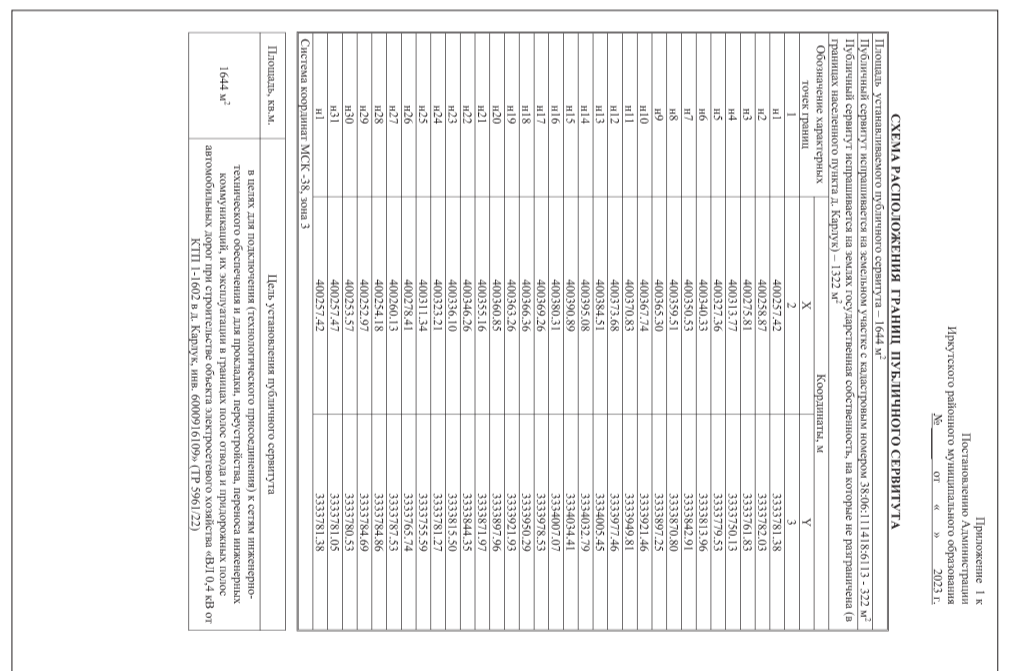 Приложение 1 к
Постановлению Администрации
Иркутского районного муниципального образования
№ _____ от « » 2023 г.
СХЕМА РАСПОЛОЖЕНИЯ ГРАНИЦ ПУБЛИЧНОГО СЕРВИТУТА
Площадь устанавливаемого публичного сервитута – 1644 м²
Публичный сервитут испрашивается на земельном участке с кадастровым номером 38:06:111418:6113 - 322 м²
Публичный сервитут испрашивается на землях государственная собственность, на которые не разграничена (в
границах населенного пункта д. Карлук) – 1322 м²
Обозначение характерных точек границ Координаты, м
X Y
1 2 3
н1 400257.42 3333781.38
н2 400258.87 3333782.03
н3 400275.81 3333761.83
н4 400313.77 3333750.13
н5 400327.36 3333779.53
н6 400340.33 3333813.96
н7 400350.53 3333842.91
н8 400359.51 3333870.80
н9 400365.30 3333897.25
н10 400367.74 3333921.46
н11 400370.83 3333949.81
н12 400373.68 3333977.46
н13 400384.51 3334005.45
н14 400395.08 3334032.79
н15 400390.89 3334034.41
н16 400380.31 3334007.07
н17 400369.26 3333978.53
н18 400366.36 3333950.29
н19 400363.26 3333921.93
н20 400360.85 3333897.96
н21 400355.16 3333871.97
н22 400346.26 3333844.35
н23 400336.10 3333815.50
н24 400323.21 3333781.27
н25 400311.34 3333755.59
н26 400278.41 3333765.74
н27 400260.13 3333787.53
н28 400254.18 3333784.86
н29 400252.97 3333784.69
н30 400253.57 3333780.53
н31 400257.47 3333781.05
н1 400257.42 3333781.38
Система координат МСК -38, зона 3
Площадь, кв.м. Цель установления публичного сервитута
1644 м²
в целях для подключения (технологического присоединения) к сетям инженерно-
технического обеспечения и для прокладки, переустройства, переноса инженерных
коммуникаций, их эксплуатации в границах полос отвода и придорожных полос
автомобильных дорог при строительстве объекта электросетевого хозяйства «ВЛ 0,4 кВ от
КТП 1-1602 в д. Карлук, инв. 6000916109» (ТР 5961/22)